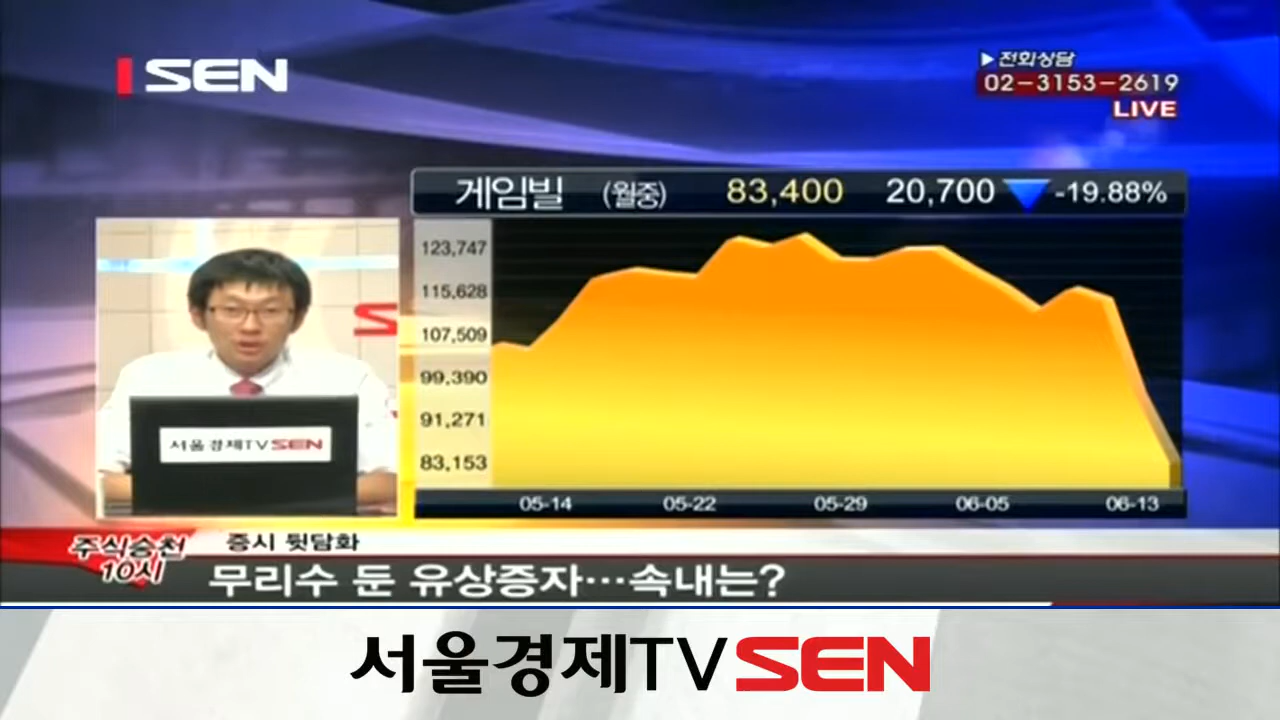 SEN
▶전화상담
02-3153-2619
LIVE
게임빌 (월중) 83,400 20,700 ▼ -19.88%
123,747
115,628
107,509
99,390
91,271
83,153
05-14 05-22 05-29 06-05 06-13
서울경제TV SEN
주식승천
10시
증시 뒷담화
무리수 둔 유상증자…속내는?
서울경제TV SEN